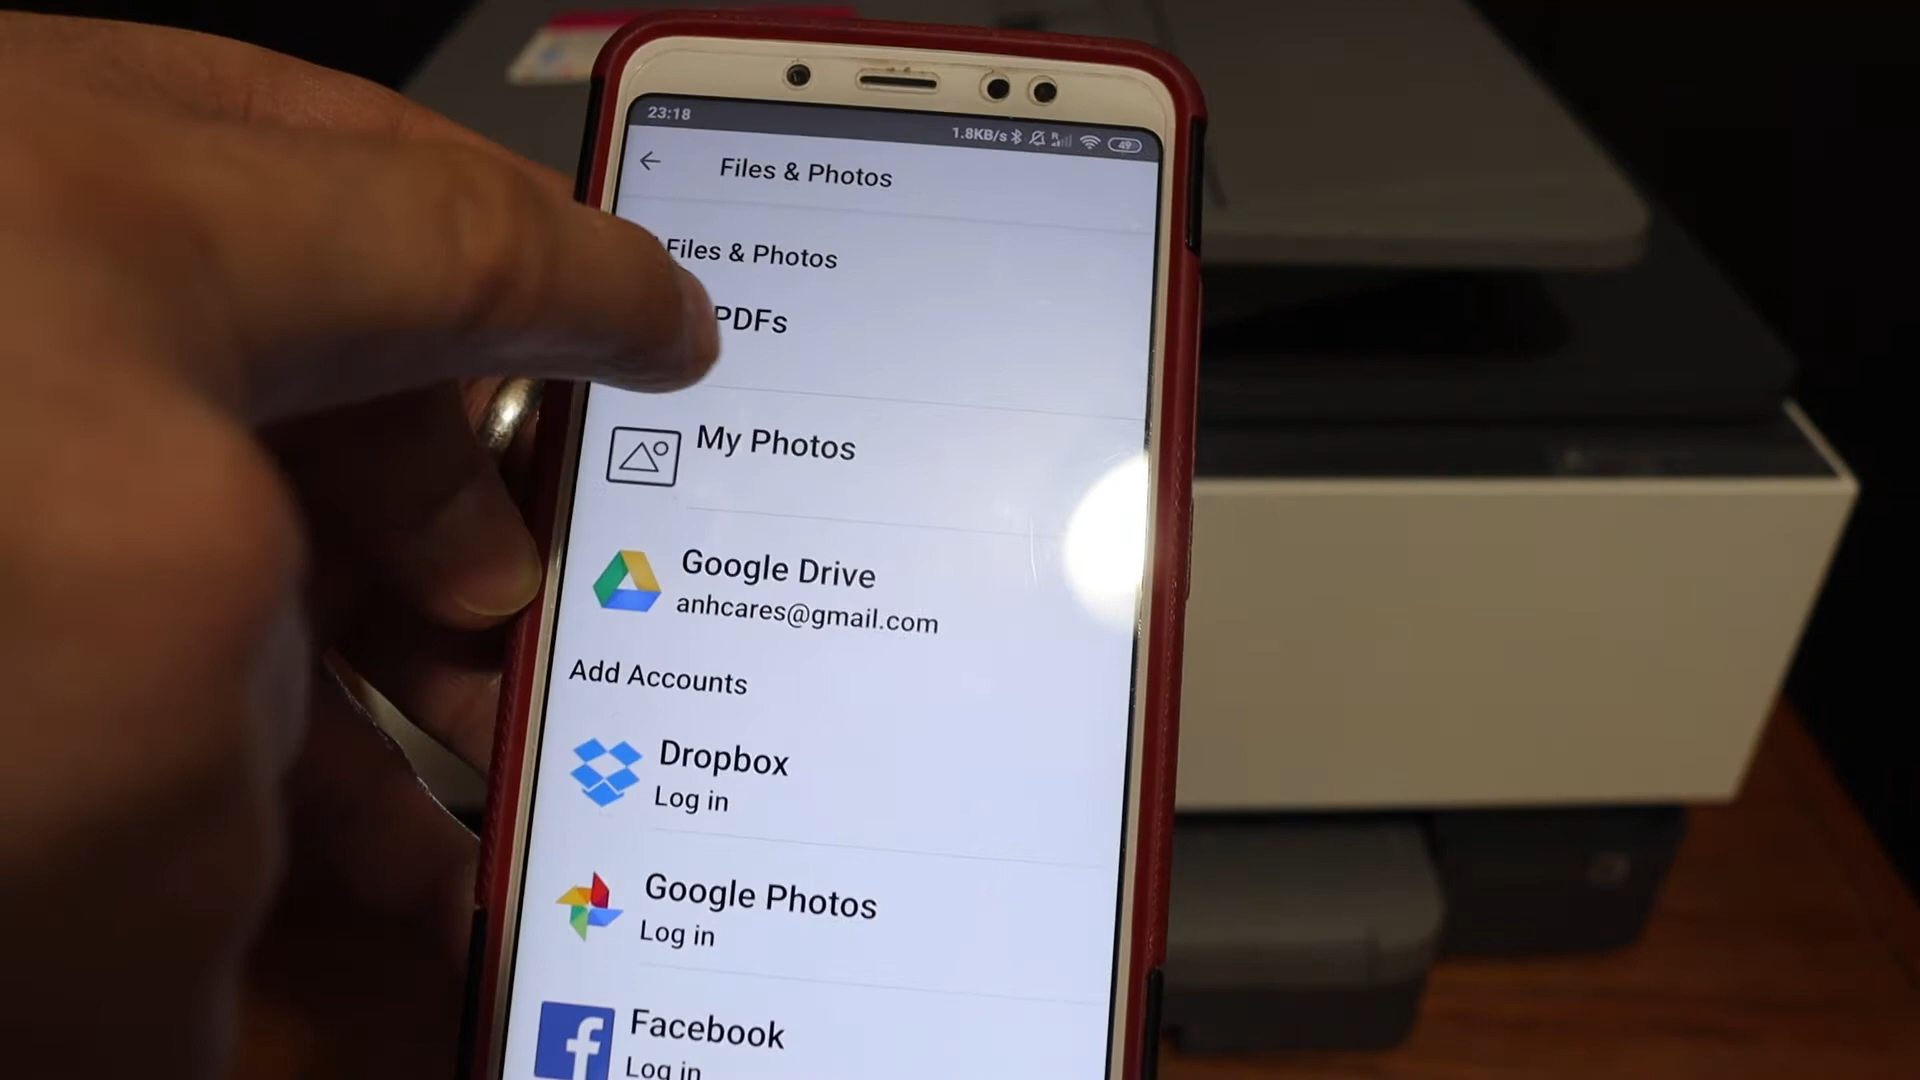 23:18
1.8KB/s
49
Files & Photos
Files & Photos
PDFs
My Photos
Google Drive
anhcares@gmail.com
Add Accounts
Dropbox
Log in
Google Photos
Log in
Facebook
Log in